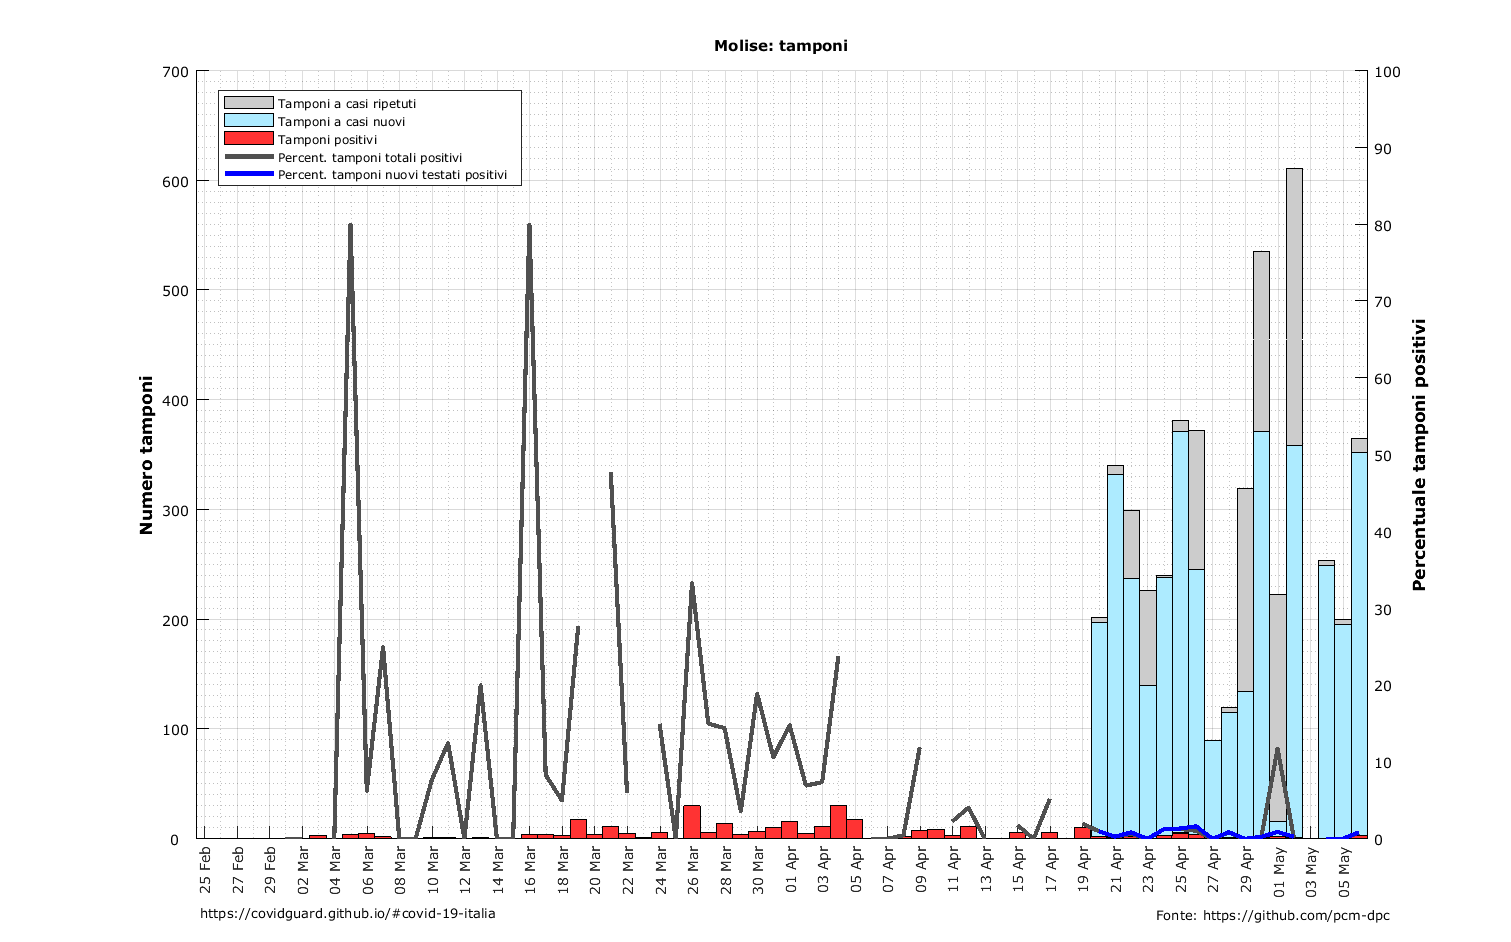 Molise: tamponi
Tamponi a casi ripetuti
Tamponi a casi nuovi
Tamponi positivi
Percent. tamponi totali positivi
Percent. tamponi nuovi testati positivi
Numero tamponi
700
600
500
400
300
200
100
0
Percentuale tamponi positivi
100
90
80
70
60
50
40
30
20
10
0
25 Feb
27 Feb
29 Feb
02 Mar
04 Mar
06 Mar
08 Mar
10 Mar
12 Mar
14 Mar
16 Mar
18 Mar
20 Mar
22 Mar
24 Mar
26 Mar
28 Mar
30 Mar
01 Apr
03 Apr
05 Apr
07 Apr
09 Apr
11 Apr
13 Apr
15 Apr
17 Apr
19 Apr
21 Apr
23 Apr
25 Apr
27 Apr
29 Apr
01 May
03 May
05 May
https://covidguard.github.io/#covid-19-italia
Fonte: https://github.com/pcm-dpc